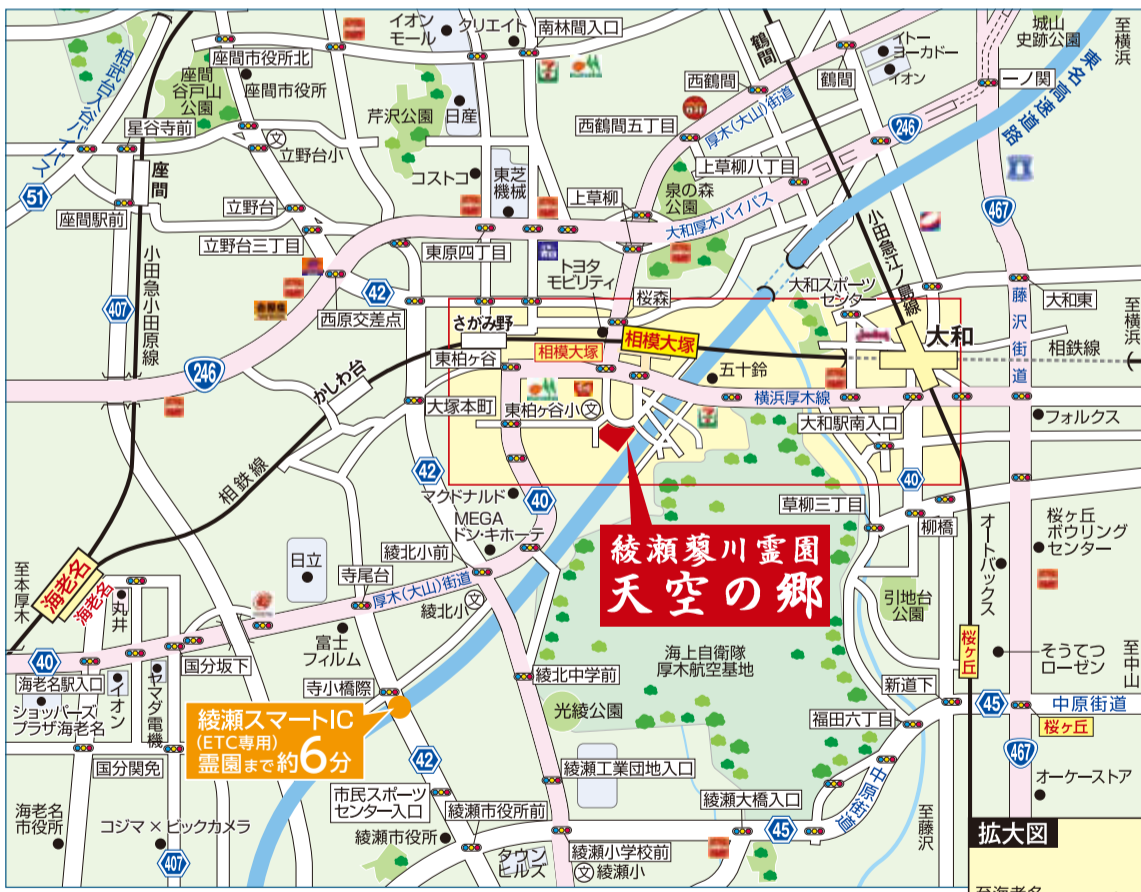 イオン
モール
クリエイト
南林間入口
城山
史跡公園
至横浜
座間市役所北
座間市役所
座間
谷戸山
公園
相武台入谷バイパス
鶴間
イトー
ヨーカドー
イオン
西鶴間
鶴間
一ノ関
東名高速道路
星谷寺前
芹沢公園
日産
西鶴間五丁目
厚木(大山)街道
246
文
立野台小
51
座間
コストコ
東芝
機械
上草柳八丁目
上草柳
泉の森
公園
座間駅前
立野台
立野台三丁目
東原四丁目
大和厚木バイパス
467
小田急小田原線
407
42
西原交差点
トヨタ
モビリティ
桜森
大和スポーツ
センター
小田急江ノ島線
藤沢街道
大和東
至横浜
さがみ野
相模大塚
相模大塚
大和
相鉄線
東柏ヶ谷
246
かしわ台
五十鈴
横浜厚木線
大塚本町
東柏ヶ谷小
文
大和駅南入口
フォルクス
相鉄線
42
40
40
マクドナルド
MEGA
ドン・キホーテ
草柳三丁目
柳橋
オートバックス
桜ヶ丘
ボウリング
センター
綾瀬蓼川霊園
天空の郷
日立
綾北小前
寺尾台
厚木(大山)街道
綾北小
文
引地台
公園
至本厚木
海老名
海老名
丸井
富士
フイルム
海上自衛隊
厚木航空基地
桜ヶ丘
そうてつ
ローゼン
至中山
40
国分坂下
海老名駅入口
イオン
ヤマダ電機
ショッパーズ
プラザ海老名
寺小橋際
綾北中学前
新道下
45
中原街道
桜ヶ丘
光綾公園
福田六丁目
綾瀬スマートIC
(ETC専用)
霊園まで約6分
国分関免
42
467
綾瀬工業団地入口
中原街道
オーケーストア
市民スポーツ
センター入口
綾瀬市役所前
綾瀬大橋入口
海老名
市役所
コジマ×ビックカメラ
綾瀬市役所
45
至藤沢
407
タウン
ヒルズ
綾瀬小学校前
文
綾瀬小
拡大図
至海老名